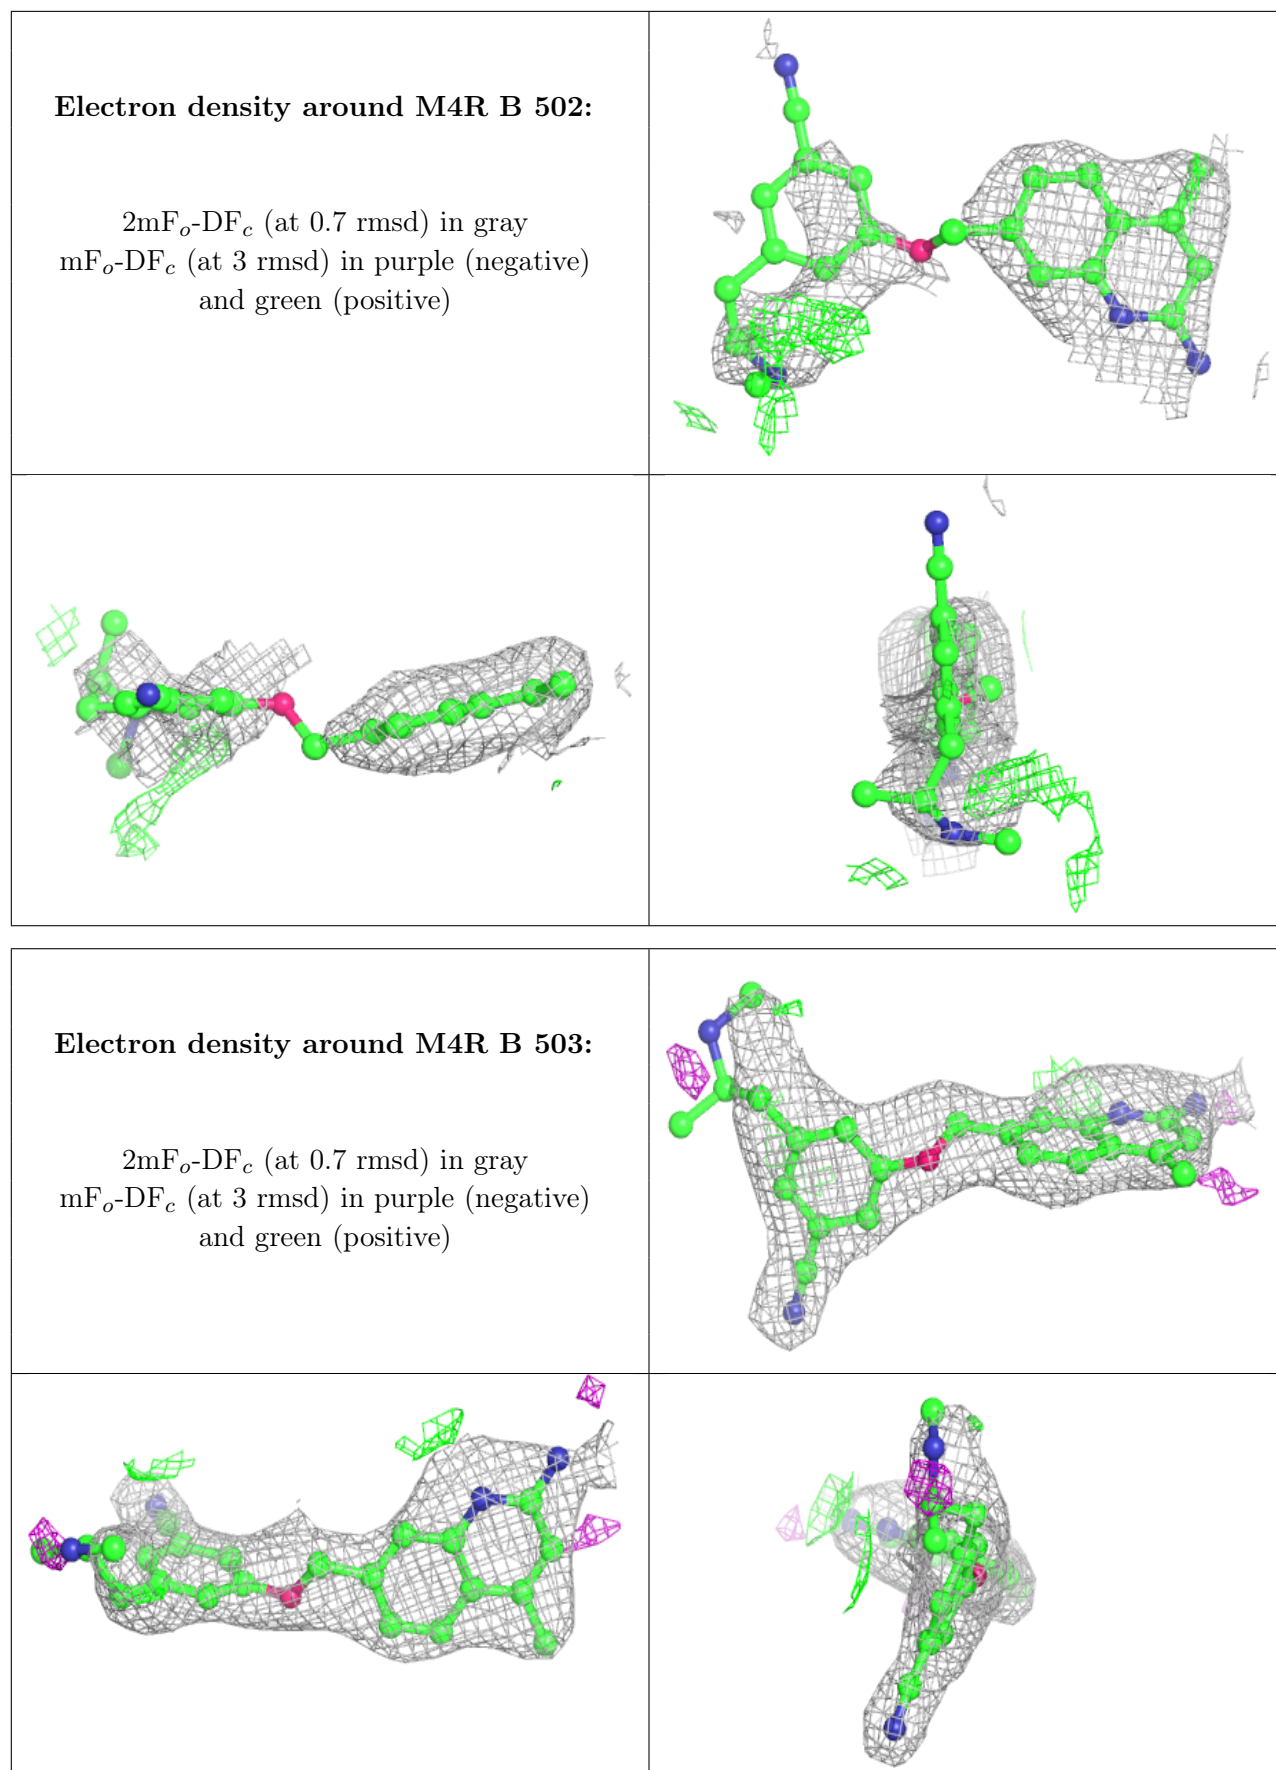 Electron density around M4R B 502:
2mFo-DFc (at 0.7 rmsd) in gray
mFo-DFc (at 3 rmsd) in purple (negative)
and green (positive)
Electron density around M4R B 503:
2mFo-DFc (at 0.7 rmsd) in gray
mFo-DFc (at 3 rmsd) in purple (negative)
and green (positive)